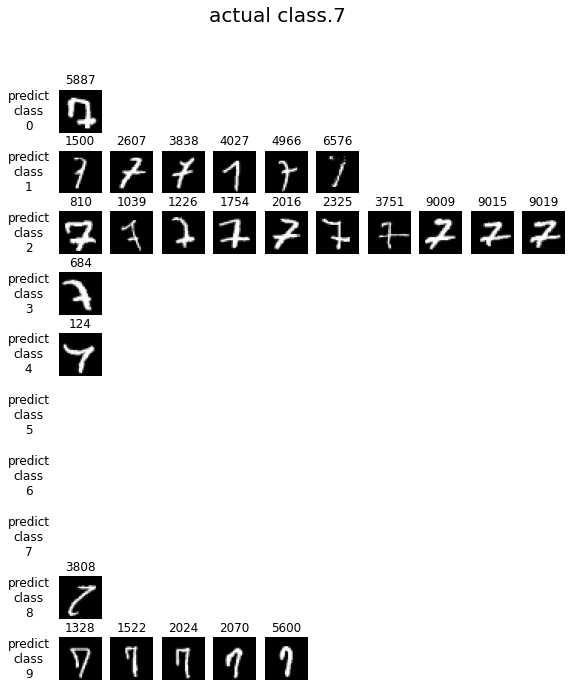 actual class.7
5887
predict
class
0
1500 2607 3838 4027 4966 6576
predict
class
1
810 1039 1226 1754 2016 2325 3751 9009 9015 9019
predict
class
2
684
predict
class
3
124
predict
class
4
predict
class
5
predict
class
6
predict
class
7
3808
predict
class
8
1328 1522 2024 2070 5600
predict
class
9